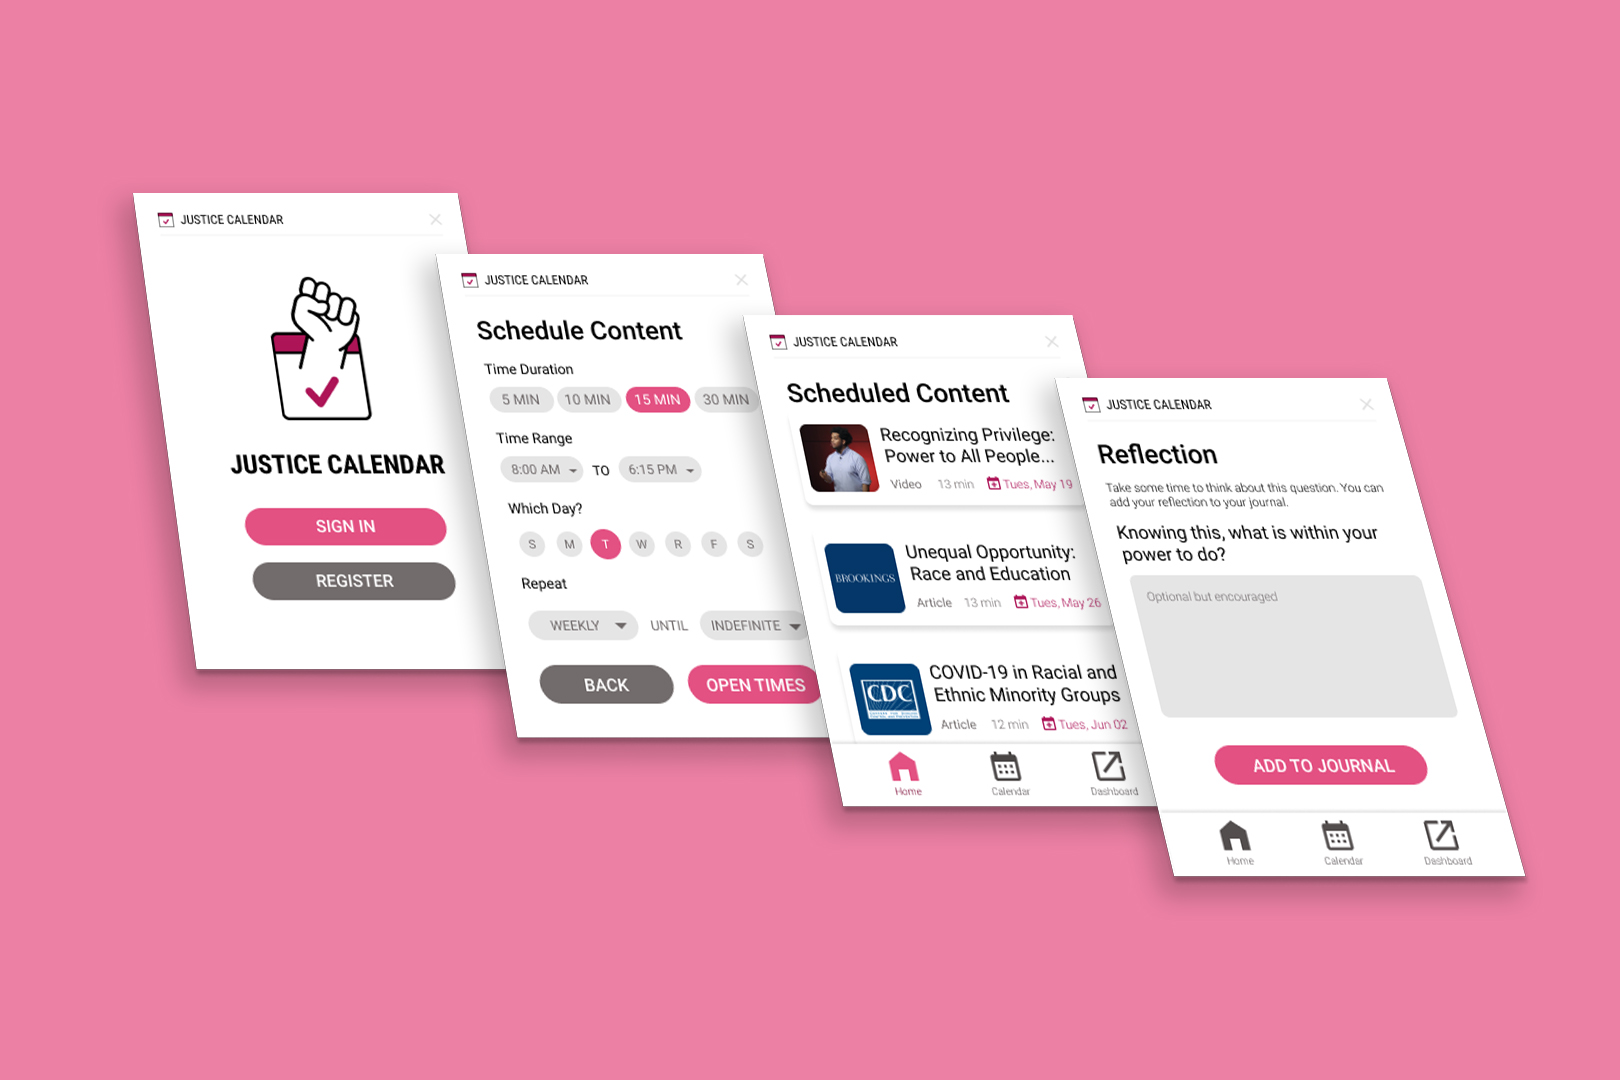 JUSTICE CALENDAR
JUSTICE CALENDAR
SIGN IN
REGISTER
JUSTICE CALENDAR
Schedule Content
Time Duration
5 MIN 10 MIN 15 MIN 30 MIN
Time Range
8:00 AM TO 6:15 PM
Which Day?
S M T W R F S
Repeat
WEEKLY UNTIL INDEFINITE
BACK OPEN TIMES
JUSTICE CALENDAR
Scheduled Content
Recognizing Privilege:
Power to All People...
Video 13 min Tues, May 19
BROOKINGS
Unequal Opportunity:
Race and Education
Article 13 min Tues, May 26
CDC
COVID-19 in Racial and
Ethnic Minority Groups
Article 12 min Tues, Jun 02
Home Calendar Dashboard
JUSTICE CALENDAR
Reflection
Take some time to think about this question. You can
add your reflection to your journal.
Knowing this, what is within your
power to do?
Optional but encouraged
ADD TO JOURNAL
Home Calendar Dashboard